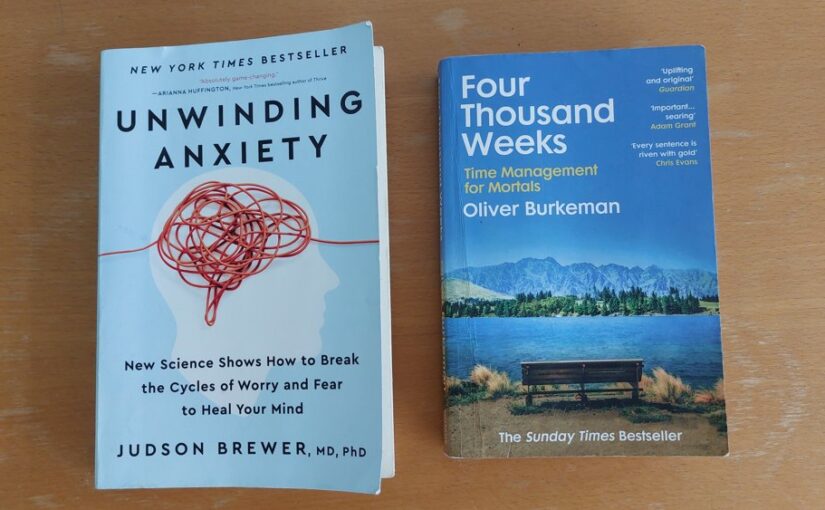 NEW YORK TIMES BESTSELLER
"Absolutely game-changing."
—ARIANNA HUFFINGTON, New York Times bestselling author of Thrive
UNWINDING
ANXIETY
New Science Shows How to Break
the Cycles of Worry and Fear
to Heal Your Mind
JUDSON BREWER, MD, PhD
Four
Thousand
Weeks
Time Management
for Mortals
Oliver Burkeman
'Uplifting
and original'
Guardian
'Important...
searing'
Adam Grant
'Every sentence is
riven with gold'
Chris Evans
The Sunday Times Bestseller